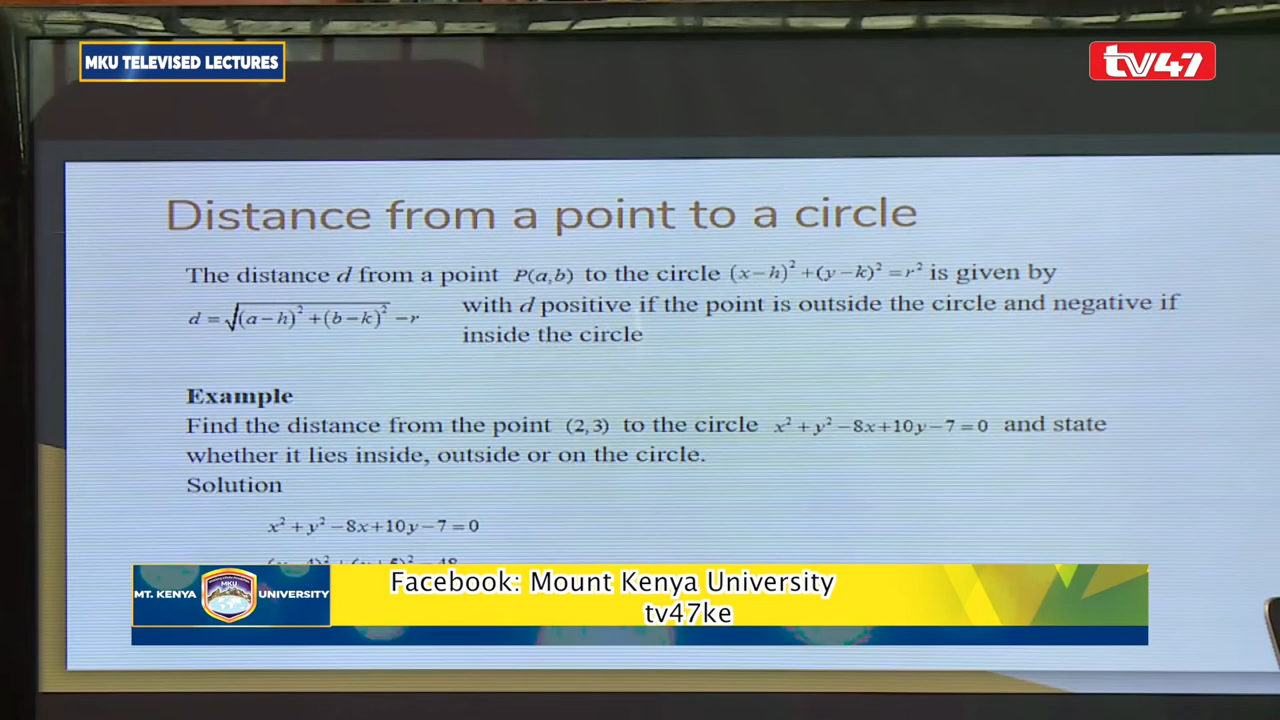 MKU TELEVISED LECTURES
tv47
Distance from a point to a circle
The distance d from a point P(a,b) to the circle (x−h)² +(y−k)² =r² is given by
d = √(a−h)² +(b−k)² −r with d positive if the point is outside the circle and negative if
inside the circle
Example
Find the distance from the point (2,3) to the circle x² + y² −8x+10y−7=0 and state
whether it lies inside, outside or on the circle.
Solution
x² + y² −8x+10y−7=0
MT. KENYA MKU UNIVERSITY
Facebook: Mount Kenya University
tv47ke